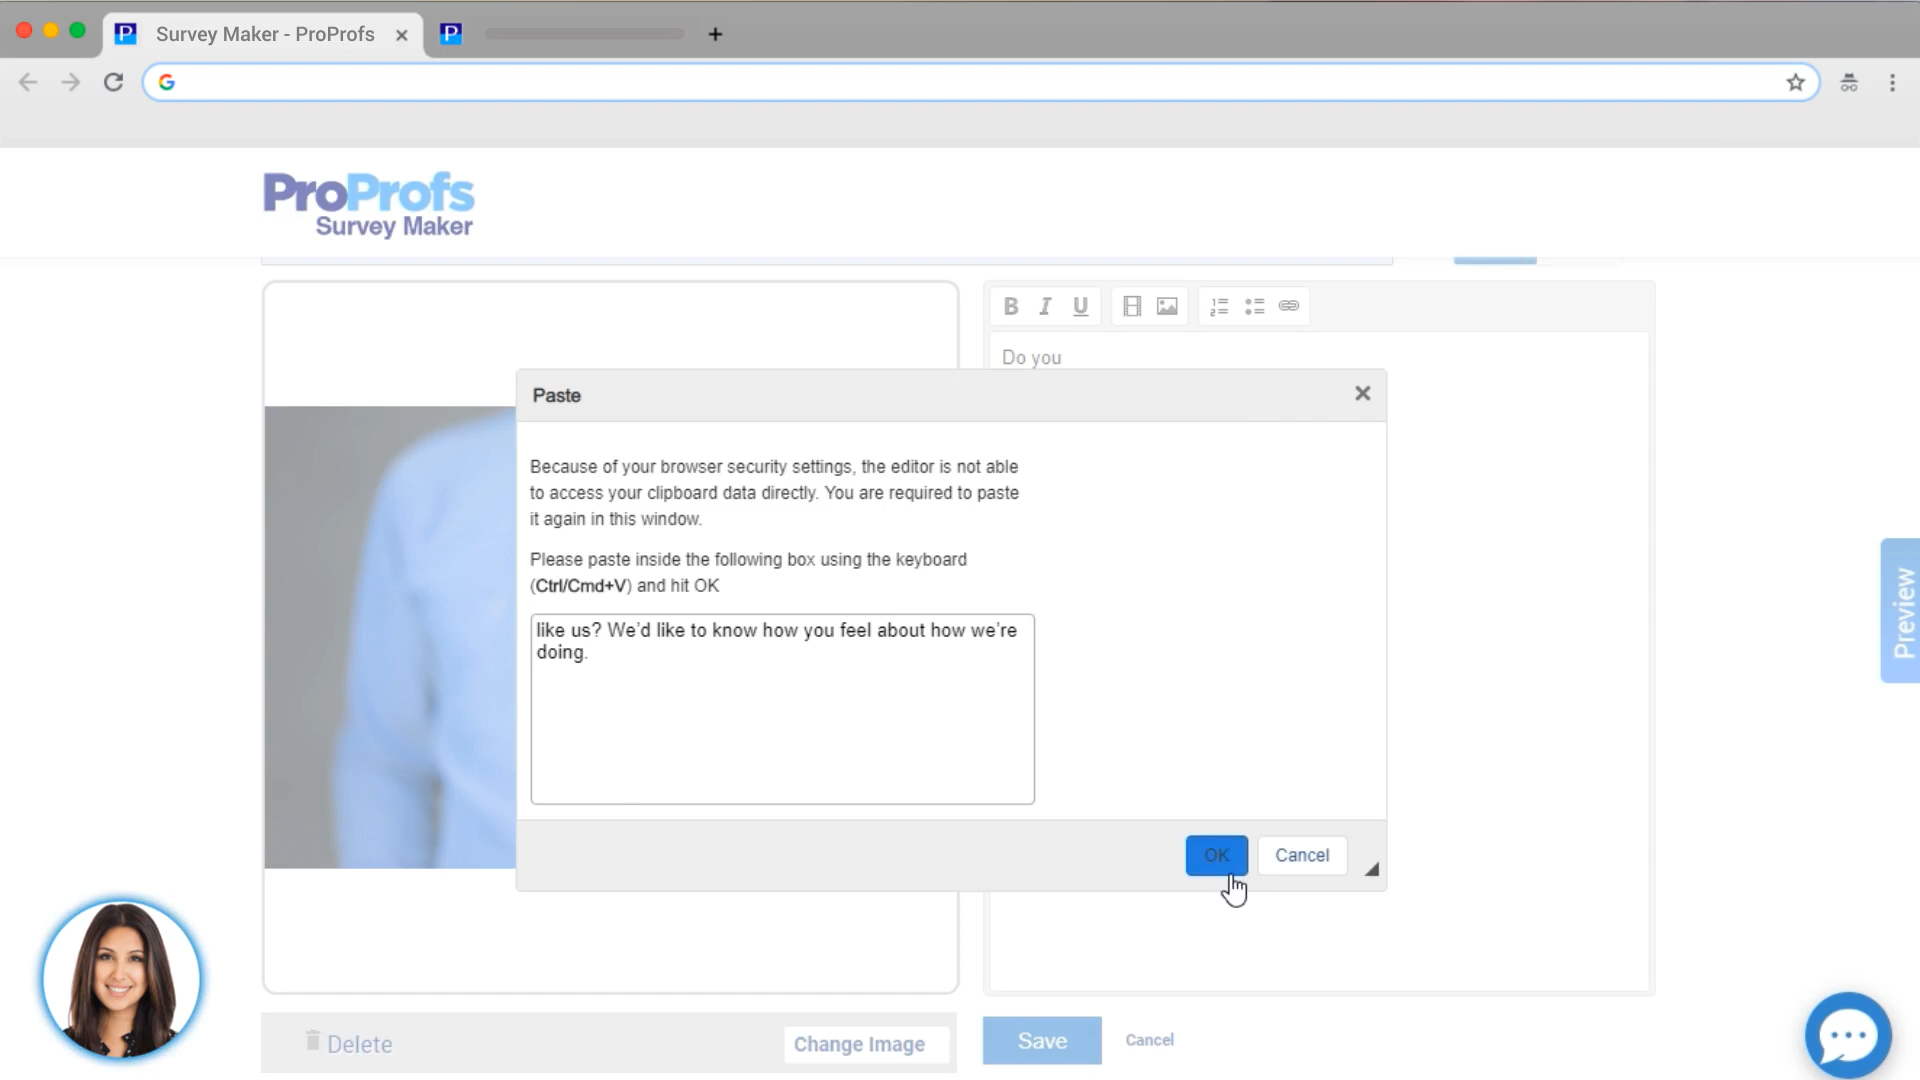 P Survey Maker - ProProfs
P
ProProfs
Survey Maker
B I U
Do you
Paste
Because of your browser security settings, the editor is not able
to access your clipboard data directly. You are required to paste
it again in this window.
Please paste inside the following box using the keyboard
(Ctrl/Cmd+V) and hit OK
like us? We'd like to know how you feel about how we're
doing.
OK
Cancel
Preview
Delete
Change Image
Save
Cancel